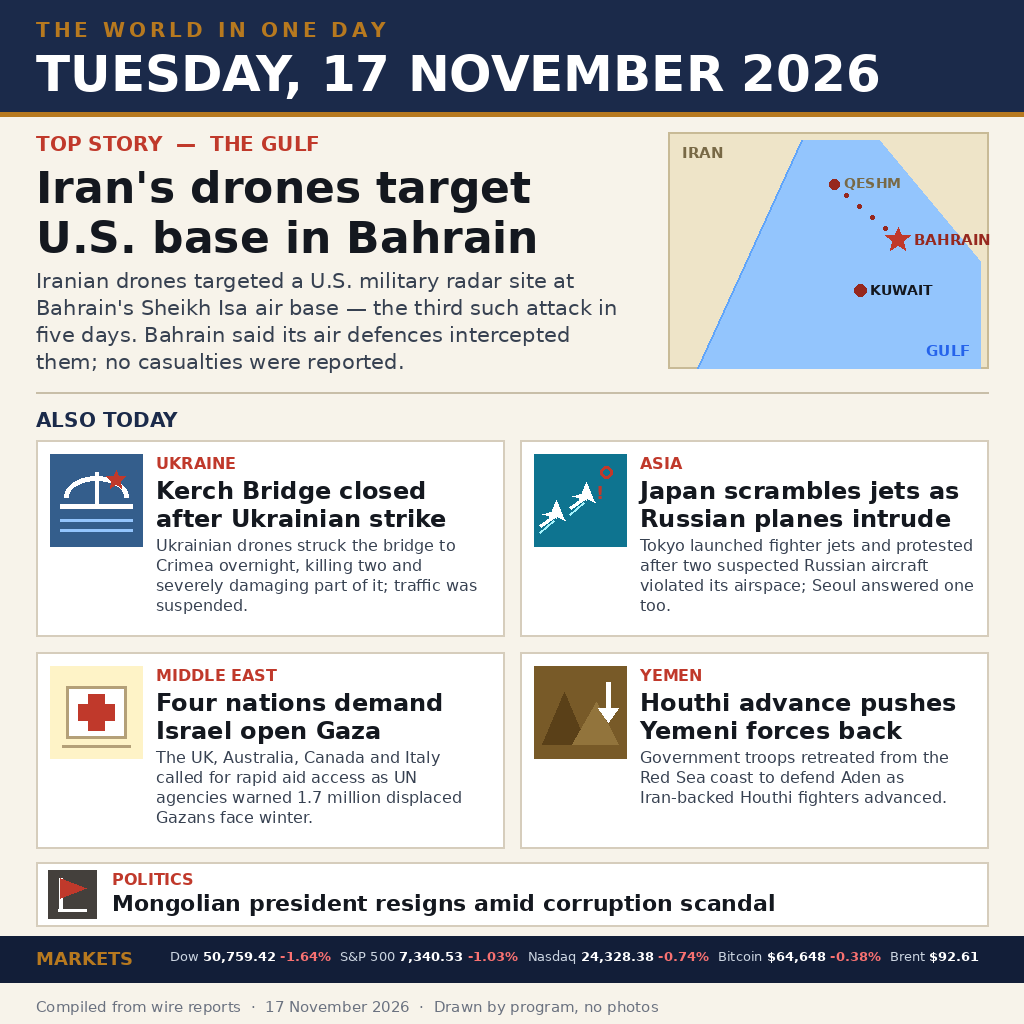 THE WORLD IN ONE DAY
TUESDAY, 17 NOVEMBER 2026
TOP STORY — THE GULF
Iran's drones target
U.S. base in Bahrain
Iranian drones targeted a U.S. military radar site at
Bahrain's Sheikh Isa air base — the third such attack in
five days. Bahrain said its air defences intercepted
them; no casualties were reported.
IRAN
QESHM
BAHRAIN
KUWAIT
GULF
ALSO TODAY
UKRAINE
Kerch Bridge closed
after Ukrainian strike
Ukrainian drones struck the bridge to
Crimea overnight, killing two and
severely damaging part of it; traffic was
suspended.
ASIA
Japan scrambles jets as
Russian planes intrude
Tokyo launched fighter jets and protested
after two suspected Russian aircraft
violated its airspace; Seoul answered one
too.
MIDDLE EAST
Four nations demand
Israel open Gaza
The UK, Australia, Canada and Italy
called for rapid aid access as UN
agencies warned 1.7 million displaced
Gazans face winter.
YEMEN
Houthi advance pushes
Yemeni forces back
Government troops retreated from the
Red Sea coast to defend Aden as
Iran-backed Houthi fighters advanced.
POLITICS
Mongolian president resigns amid corruption scandal
MARKETS Dow 50,759.42 -1.64% S&P 500 7,340.53 -1.03% Nasdaq 24,328.38 -0.74% Bitcoin $64,648 -0.38% Brent $92.61
Compiled from wire reports · 17 November 2026 · Drawn by program, no photos